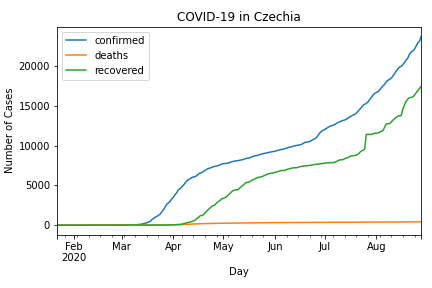 COVID-19 in Czechia
confirmed
deaths
recovered
Number of Cases
20000
15000
10000
5000
0
Feb
2020
Mar
Apr
May
Jun
Jul
Aug
Day